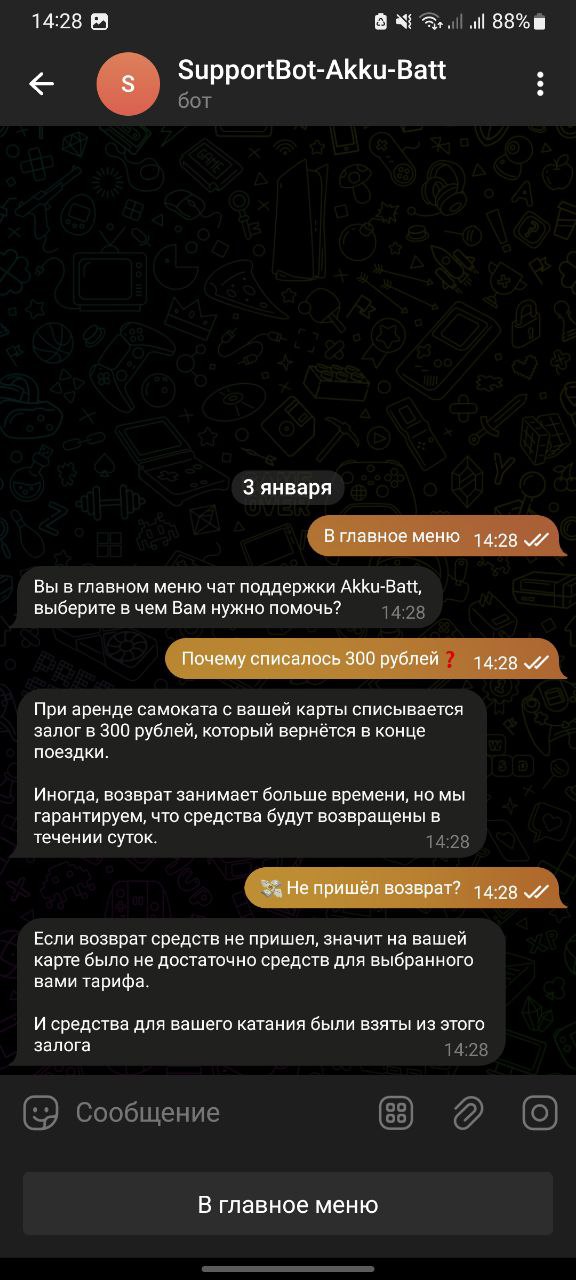 14:28
88%
S
SupportBot-Akku-Batt
бот
3 января
В главное меню 14:28
Вы в главном меню чат поддержки Akku-Batt,
выберите в чем Вам нужно помочь? 14:28
Почему списалось 300 рублей❓ 14:28
При аренде самоката с вашей карты списывается
залог в 300 рублей, который вернётся в конце
поездки.
Иногда, возврат занимает больше времени, но мы
гарантируем, что средства будут возвращены в
течении суток. 14:28
💸 Не пришёл возврат? 14:28
Если возврат средств не пришел, значит на вашей
карте было не достаточно средств для выбранного
вами тарифа.
И средства для вашего катания были взяты из этого
залога 14:28
Сообщение
В главное меню